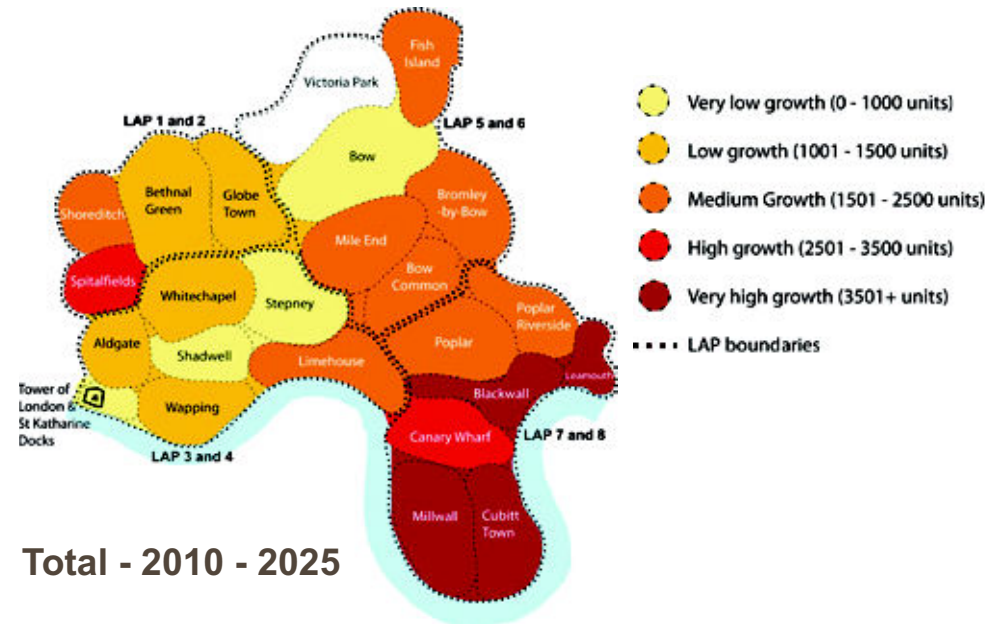 Fish
Island
Victoria Park
LAP 1 and 2
LAP 5 and 6
Bow
Bethnal
Green
Globe
Town
Bromley
-by-Bow
Shoreditch
Mile End
Spitalfields
Bow
Common
Whitechapel
Stepney
Poplar
Riverside
Aldgate
Shadwell
Limehouse
Poplar
Leamouth
Tower of
London &
St Katharine
Docks
Wapping
Blackwall
Canary Wharf
LAP 7 and 8
LAP 3 and 4
Millwall
Cubitt
Town
Very low growth (0 - 1000 units)
Low growth (1001 - 1500 units)
Medium Growth (1501 - 2500 units)
High growth (2501 - 3500 units)
Very high growth (3501+ units)
LAP boundaries
Total - 2010 - 2025